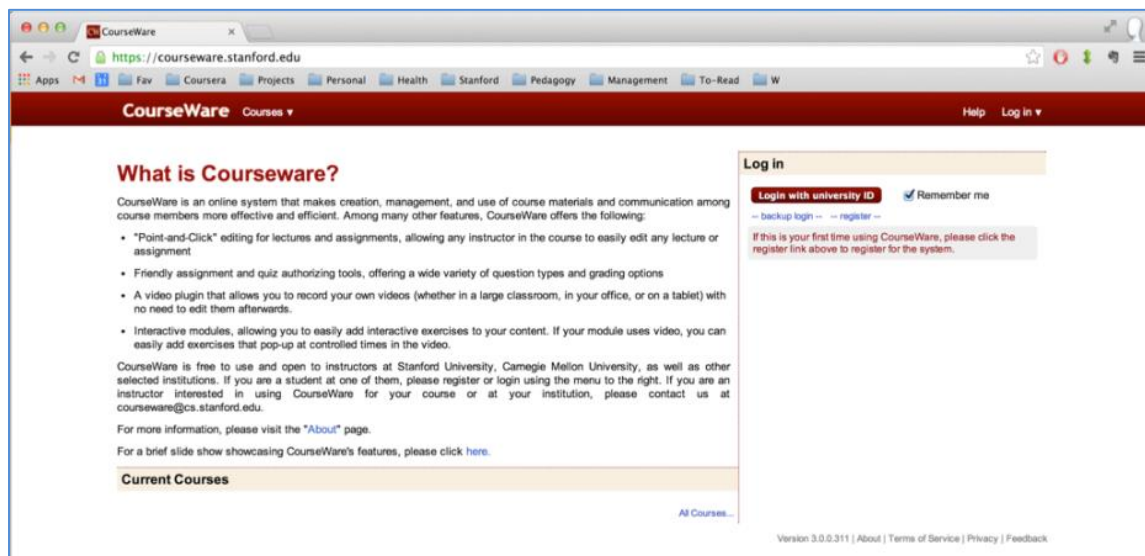 CW CourseWare
https://courseware.stanford.edu
Apps Fav Coursera Projects Personal Health Stanford Pedagogy Management To-Read W
CourseWare Courses ▾ Help Log in ▾
What is Courseware?
CourseWare is an online system that makes creation, management, and use of course materials and communication among
course members more effective and efficient. Among many other features, CourseWare offers the following:
• "Point-and-Click" editing for lectures and assignments, allowing any instructor in the course to easily edit any lecture or
assignment
• Friendly assignment and quiz authorizing tools, offering a wide variety of question types and grading options
• A video plugin that allows you to record your own videos (whether in a large classroom, in your office, or on a tablet) with
no need to edit them afterwards.
• Interactive modules, allowing you to easily add interactive exercises to your content. If your module uses video, you can
easily add exercises that pop-up at controlled times in the video.
CourseWare is free to use and open to instructors at Stanford University, Carnegie Mellon University, as well as other
selected institutions. If you are a student at one of them, please register or login using the menu to the right. If you are an
instructor interested in using CourseWare for your course or at your institution, please contact us at
courseware@cs.stanford.edu.
For more information, please visit the "About" page.
For a brief slide show showcasing CourseWare's features, please click here.
Current Courses
All Courses...
Log in
Login with university ID Remember me
-- backup login -- -- register --
If this is your first time using CourseWare, please click the
register link above to register for the system.
Version 3.0.0.311 | About | Terms of Service | Privacy | Feedback